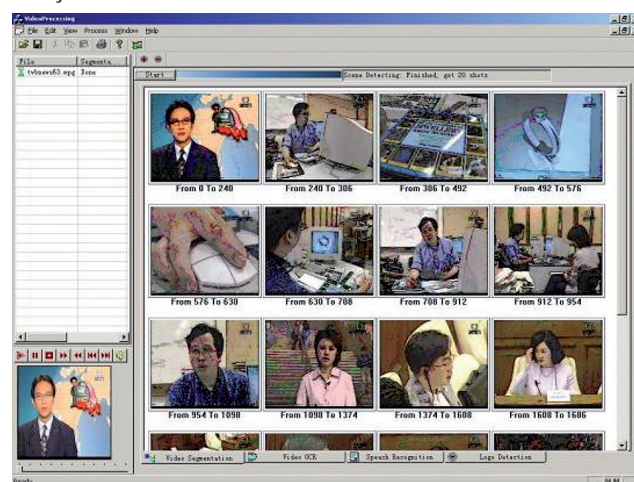 VideoProcessing
File Edit View Process Window Help
File Segmenta
tvbnews63.mpg Done
Start Scene Detecting: Finished, get 20 shots
From 0 To 240 From 240 To 306 From 306 To 492 From 492 To 576
From 576 To 630 From 630 To 708 From 708 To 912 From 912 To 954
From 954 To 1098 From 1098 To 1374 From 1374 To 1608 From 1608 To 1686
Video Segmentation Video OCR Speech Recognition Logo Detection
Ready NUM